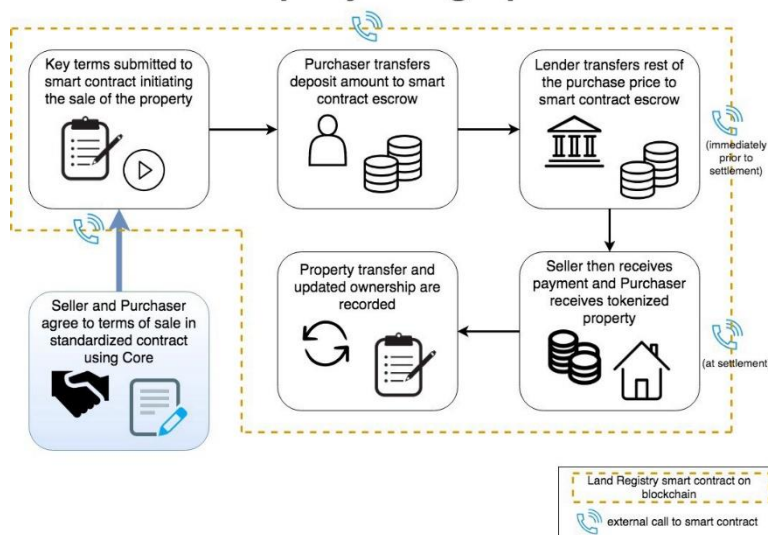 Key terms submitted to
smart contract initiating
the sale of the property
Purchaser transfers
deposit amount to smart
contract escrow
Lender transfers rest of
the purchase price to
smart contract escrow
(immediately
prior to
settlement)
Seller and Purchaser
agree to terms of sale in
standardized contract
using Core
Property transfer and
updated ownership are
recorded
Seller then receives
payment and Purchaser
receives tokenized
property
(at settlement)
Land Registry smart contract on
blockchain
external call to smart contract